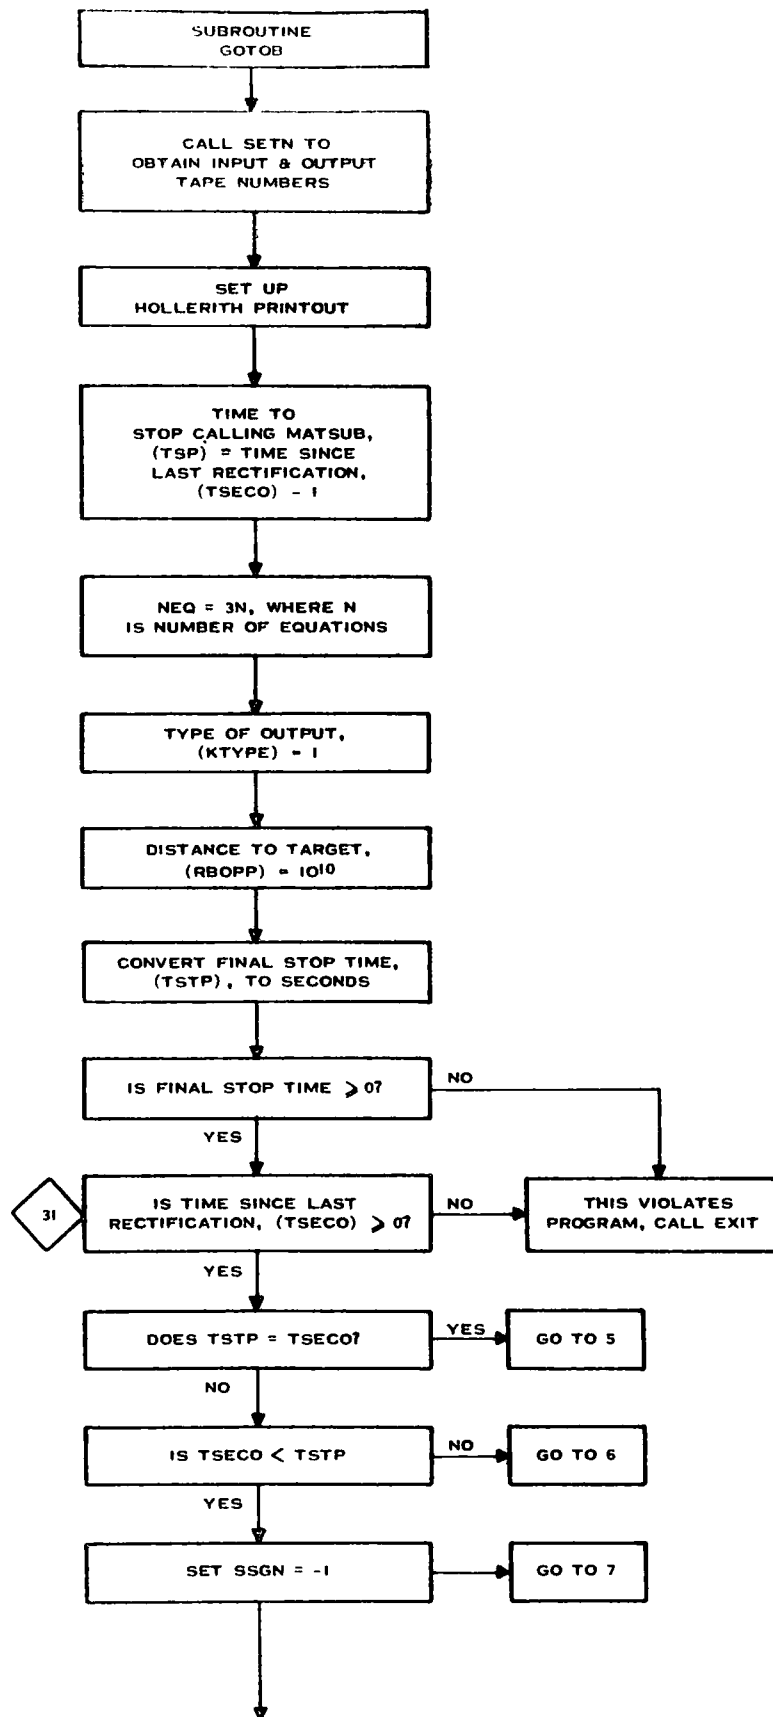 SUBROUTINE
GOTOB
CALL SETN TO
OBTAIN INPUT & OUTPUT
TAPE NUMBERS
SET UP
HOLLERITH PRINTOUT
TIME TO
STOP CALLING MATSUB,
(TSP) = TIME SINCE
LAST RECTIFICATION,
(TSECO) - 1
NEQ = 3N, WHERE N
IS NUMBER OF EQUATIONS
TYPE OF OUTPUT,
(KTYPE) = 1
DISTANCE TO TARGET,
(RBOPP) = 10¹⁰
CONVERT FINAL STOP TIME,
(TSTP), TO SECONDS
IS FINAL STOP TIME ⩾ 0?
NO
YES
31
IS TIME SINCE LAST
RECTIFICATION, (TSECO) ⩾ 0?
NO
THIS VIOLATES
PROGRAM, CALL EXIT
YES
DOES TSTP = TSECO?
YES
GO TO 5
NO
IS TSECO < TSTP
NO
GO TO 6
YES
SET SSGN = -1
GO TO 7